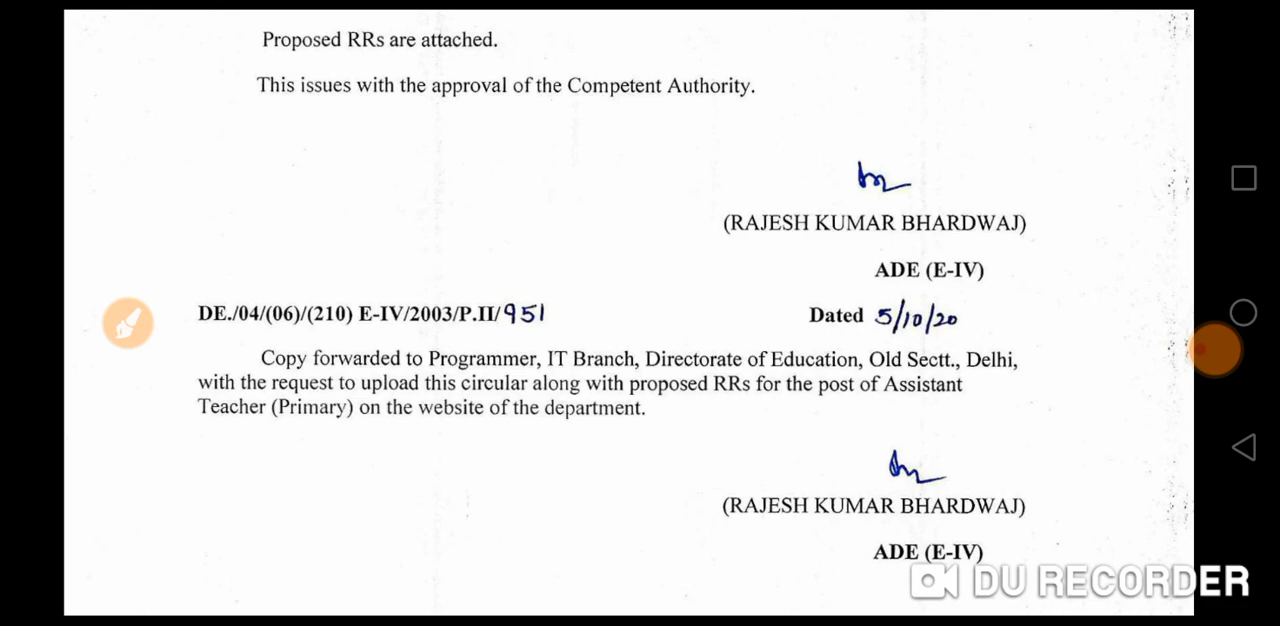 Proposed RRs are attached.
This issues with the approval of the Competent Authority.
(RAJESH KUMAR BHARDWAJ)
ADE (E-IV)
DE./04/(06)/(210) E-IV/2003/P.II/951
Dated 5/10/20
Copy forwarded to Programmer, IT Branch, Directorate of Education, Old Sectt., Delhi,
with the request to upload this circular along with proposed RRs for the post of Assistant
Teacher (Primary) on the website of the department.
(RAJESH KUMAR BHARDWAJ)
ADE (E-IV)
DU RECORDER